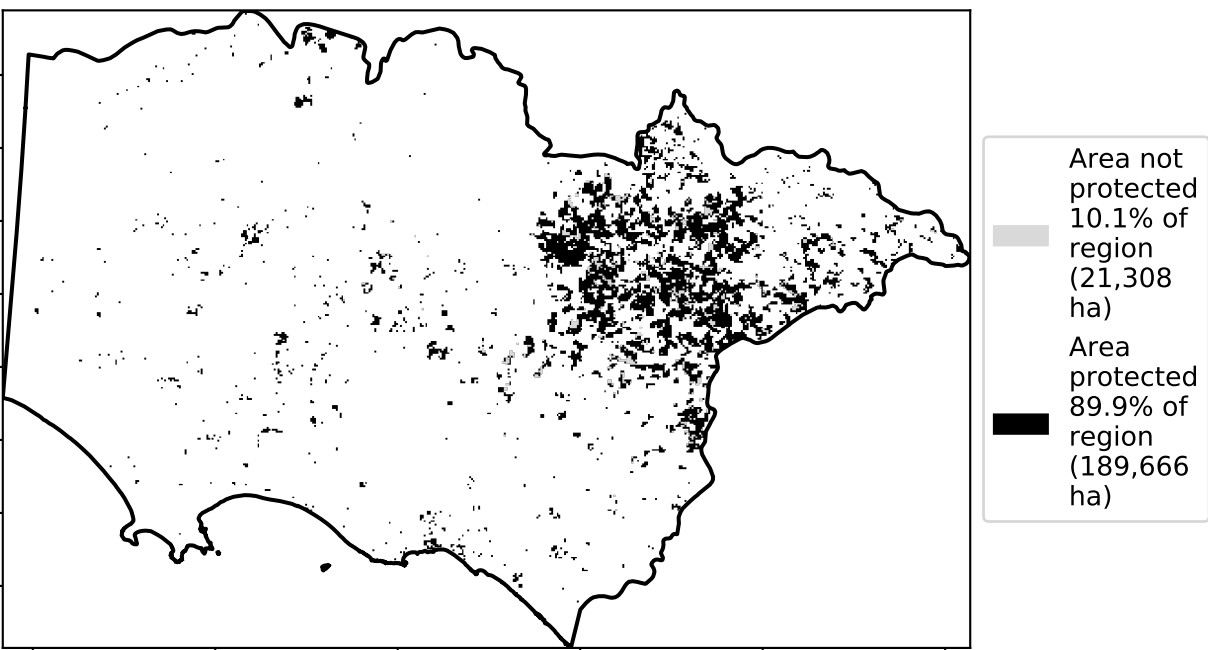 Area not
protected
10.1% of
region
(21,308
ha)
Area
protected
89.9% of
region
(189,666
ha)